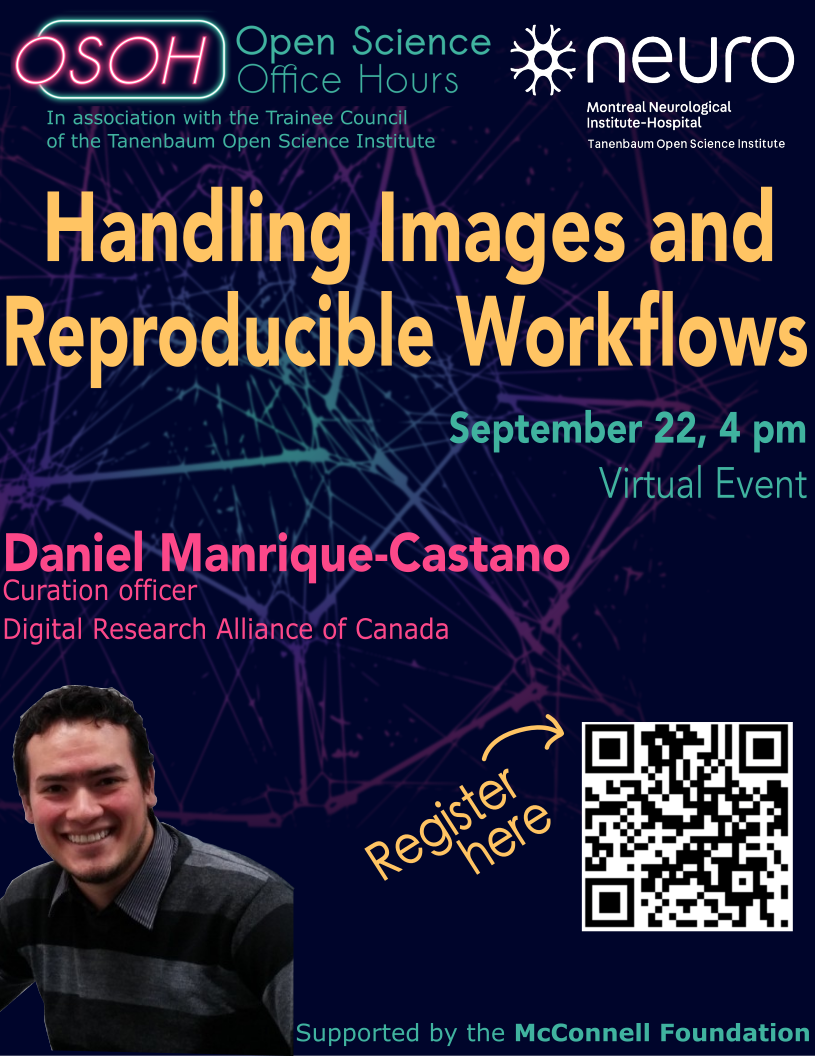 OSOH
Open Science
Office Hours
In association with the Trainee Council
of the Tanenbaum Open Science Institute
neuro
Montreal Neurological
Institute-Hospital
Tanenbaum Open Science Institute
Handling Images and
Reproducible Workflows
September 22, 4 pm
Virtual Event
Daniel Manrique-Castano
Curation officer
Digital Research Alliance of Canada
Register
here
Supported by the McConnell Foundation